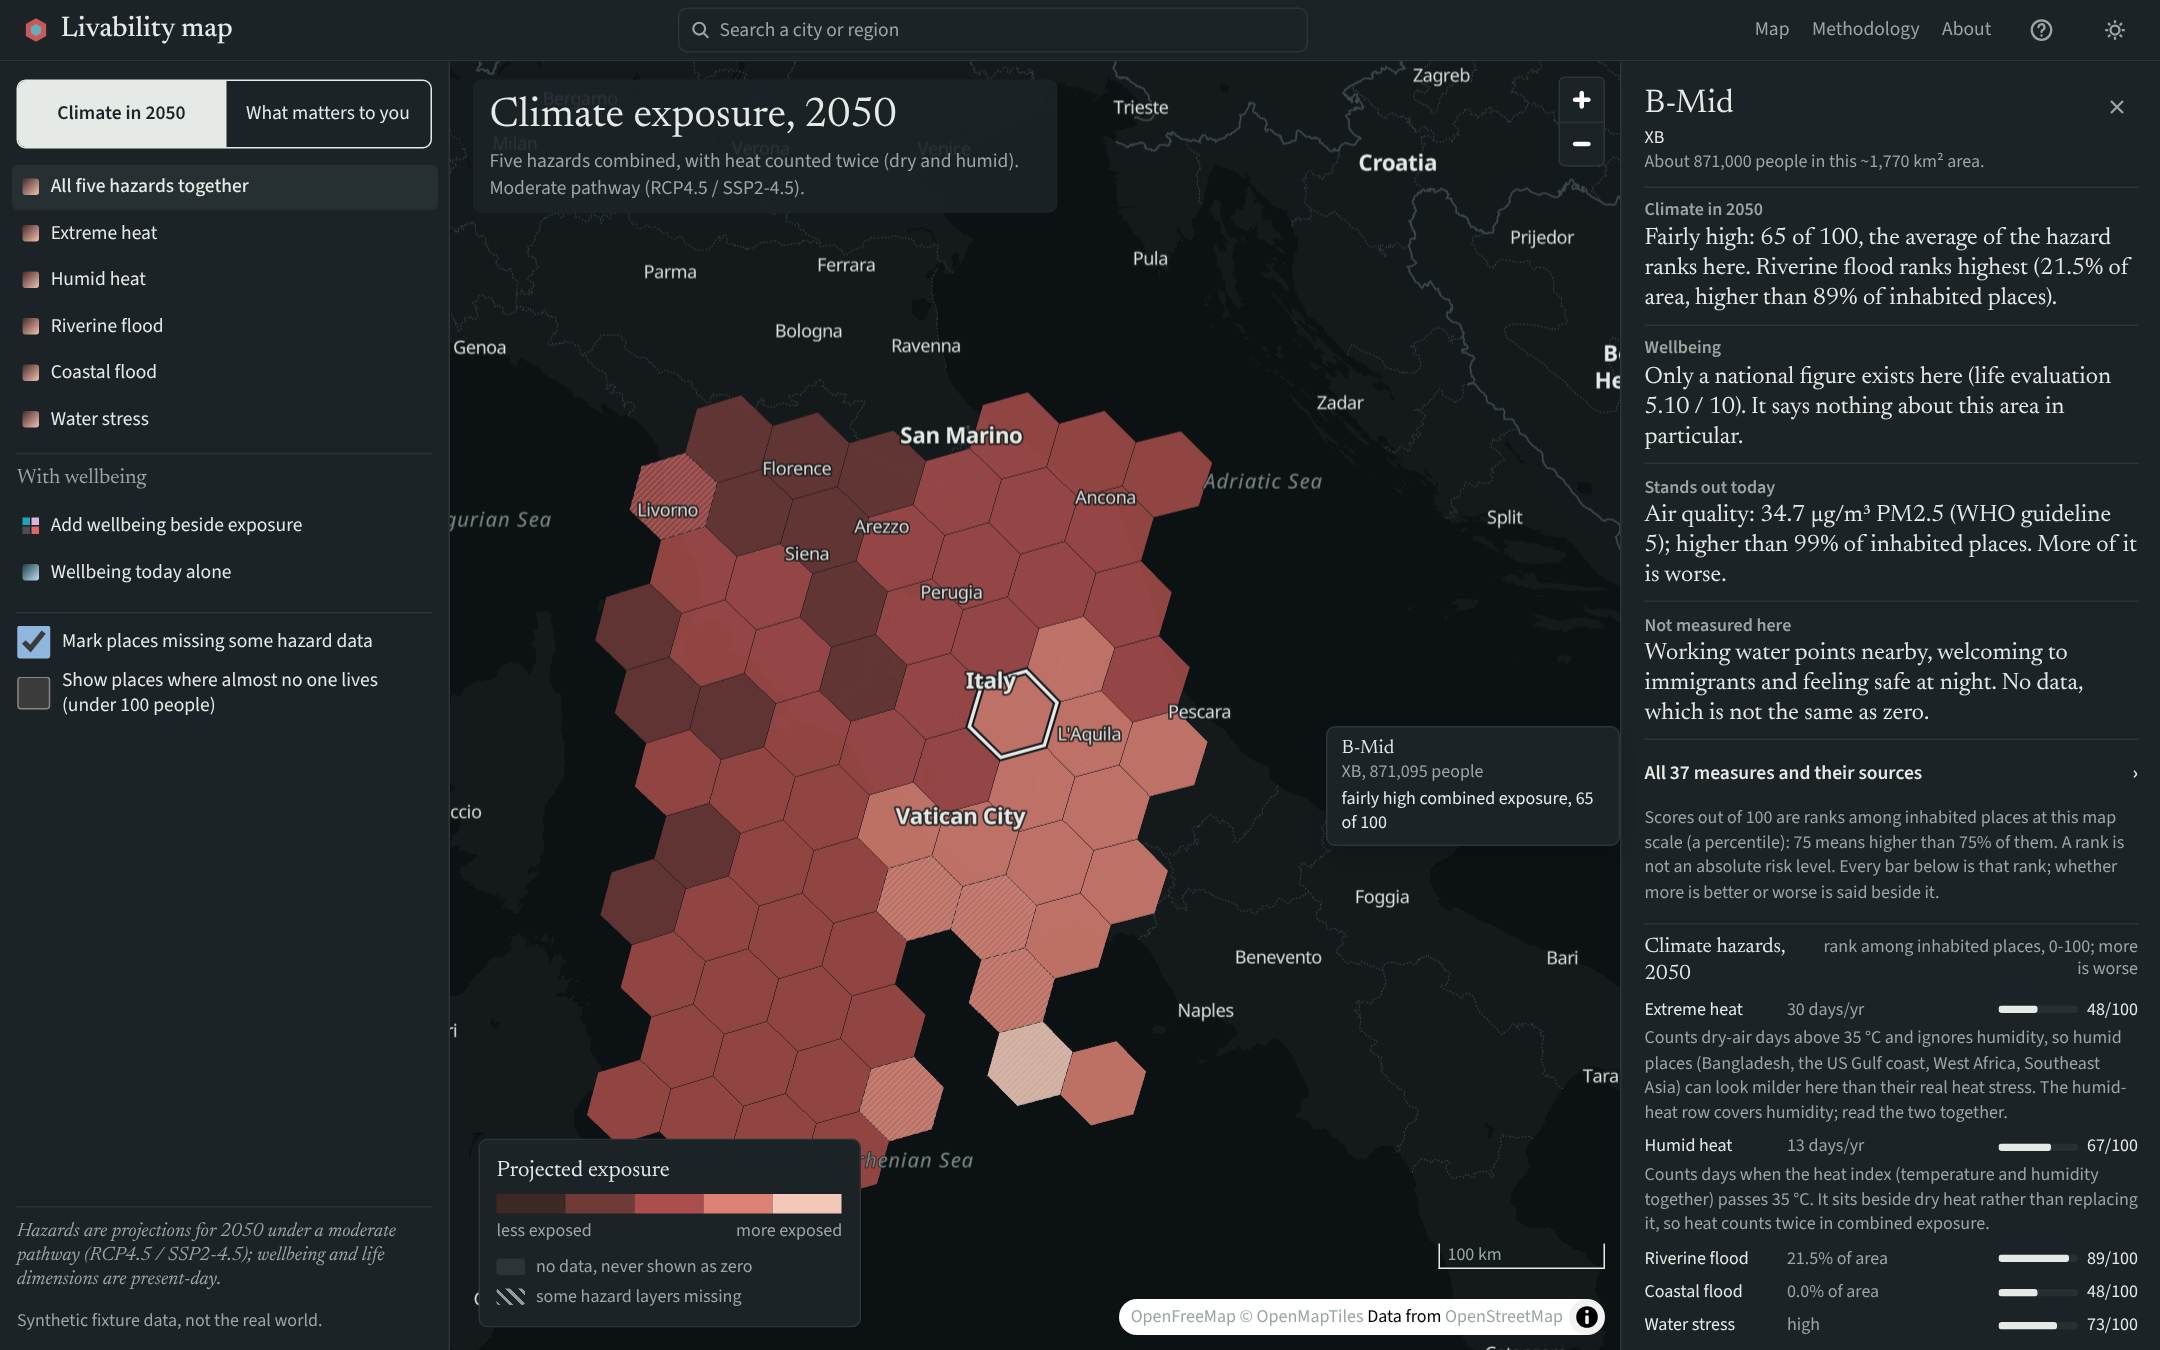 Livability map
Search a city or region
Map
Methodology
About
Climate in 2050
What matters to you
All five hazards together
Extreme heat
Humid heat
Riverine flood
Coastal flood
Water stress
With wellbeing
Add wellbeing beside exposure
Wellbeing today alone
Mark places missing some hazard data
Show places where almost no one lives
(under 100 people)
Hazards are projections for 2050 under a moderate
pathway (RCP4.5 / SSP2-4.5); wellbeing and life
dimensions are present-day.
Synthetic fixture data, not the real world.
Bergamo
Climate exposure, 2050
Milan
Verona
Venice
Five hazards combined, with heat counted twice (dry and humid).
Moderate pathway (RCP4.5 / SSP2-4.5).
Zagreb
Trieste
Croatia
Prijedor
Pula
Parma
Ferrara
Bologna
Ravenna
Genoa
Zadar
San Marino
Florence
Livorno
Ancona
Adriatic Sea
gurian Sea
Arezzo
Split
Siena
Perugia
Italy
Pescara
L'Aquila
B-Mid
XB, 871,095 people
fairly high combined exposure, 65
of 100
ccio
Vatican City
Foggia
Benevento
Bari
Naples
Tara
rhenian Sea
Projected exposure
less exposed
more exposed
no data, never shown as zero
some hazard layers missing
100 km
OpenFreeMap © OpenMapTiles Data from OpenStreetMap
B-Mid
XB
About 871,000 people in this ~1,770 km² area.
Climate in 2050
Fairly high: 65 of 100, the average of the hazard
ranks here. Riverine flood ranks highest (21.5% of
area, higher than 89% of inhabited places).
Wellbeing
Only a national figure exists here (life evaluation
5.10 / 10). It says nothing about this area in
particular.
Stands out today
Air quality: 34.7 µg/m³ PM2.5 (WHO guideline
5); higher than 99% of inhabited places. More of it
is worse.
Not measured here
Working water points nearby, welcoming to
immigrants and feeling safe at night. No data,
which is not the same as zero.
All 37 measures and their sources
Scores out of 100 are ranks among inhabited places at this map
scale (a percentile): 75 means higher than 75% of them. A rank is
not an absolute risk level. Every bar below is that rank; whether
more is better or worse is said beside it.
Climate hazards,
2050
rank among inhabited places, 0-100; more
is worse
Extreme heat 30 days/yr 48/100
Counts dry-air days above 35 °C and ignores humidity, so humid
places (Bangladesh, the US Gulf coast, West Africa, Southeast
Asia) can look milder here than their real heat stress. The humid-
heat row covers humidity; read the two together.
Humid heat 13 days/yr 67/100
Counts days when the heat index (temperature and humidity
together) passes 35 °C. It sits beside dry heat rather than replacing
it, so heat counts twice in combined exposure.
Riverine flood 21.5% of area 89/100
Coastal flood 0.0% of area 48/100
Water stress high 73/100